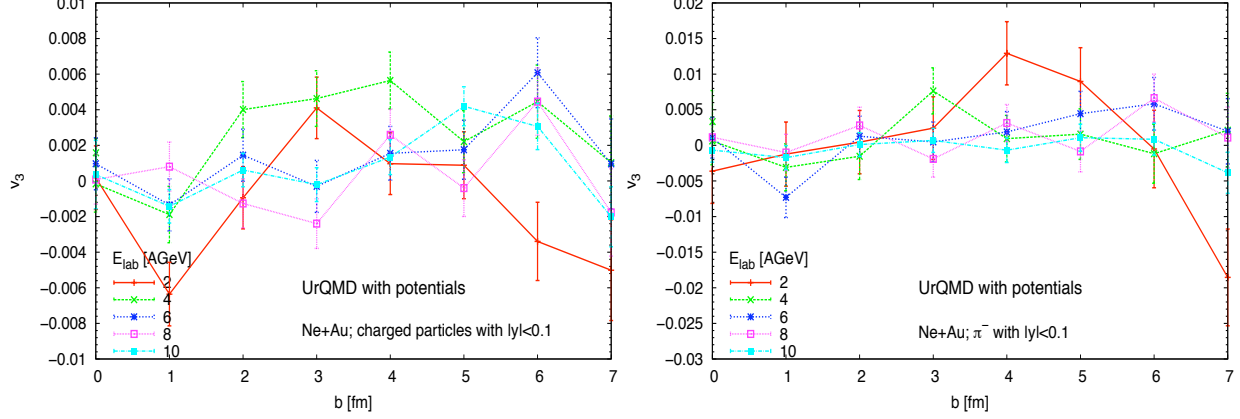 0.01
0.008
0.006
0.004
0.002
0
−0.002
−0.004
−0.006
−0.008
−0.01
v3
E_lab [AGeV]
2
4
6
8
10
UrQMD with potentials
Ne+Au; charged particles with |y|<0.1
0 1 2 3 4 5 6 7
b [fm]
0.02
0.015
0.01
0.005
0
−0.005
−0.01
−0.015
−0.02
−0.025
−0.03
v3
E_lab [AGeV]
2
4
6
8
10
UrQMD with potentials
Ne+Au; π⁻ with |y|<0.1
0 1 2 3 4 5 6 7
b [fm]